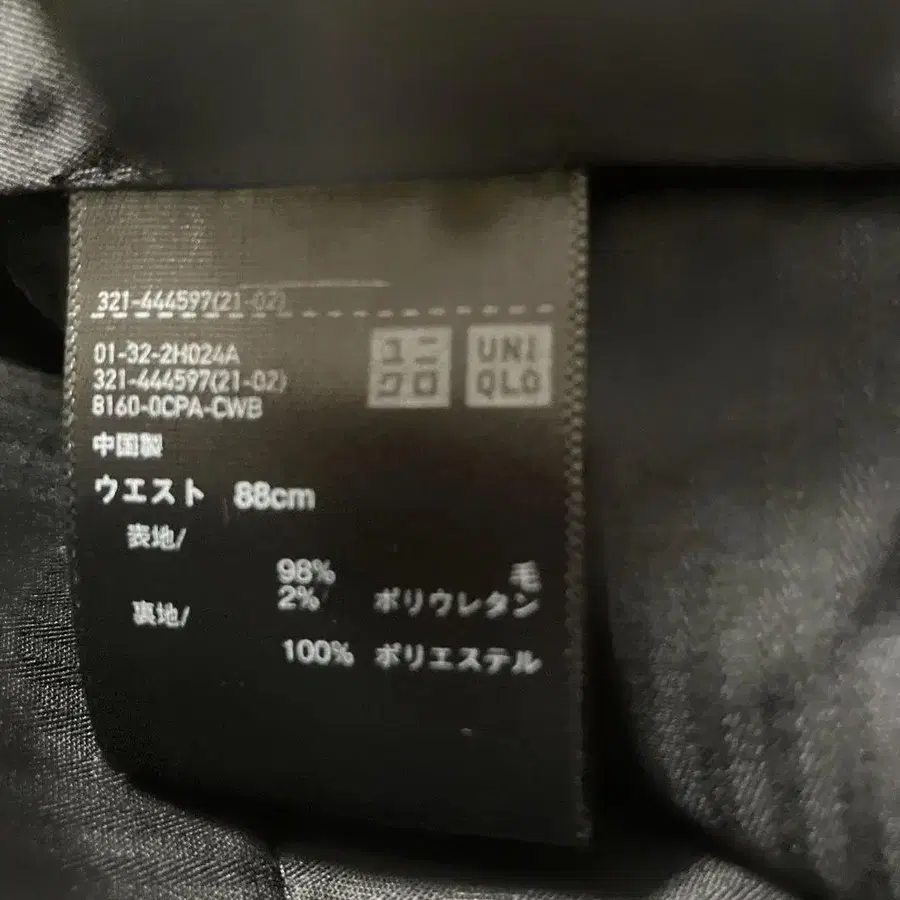 321-444597(21-02)
01-32-2H024A
321-444597(21-02)
8160-0CPA-CWB
ユニ
クロ
UNI
QLO
中国製
ウエスト 88cm
表地/
98% 毛
2% ポリウレタン
裏地/
100% ポリエステル